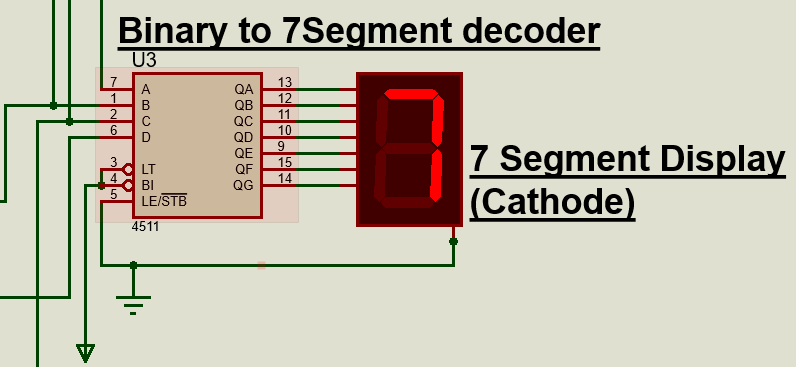 Binary to 7Segment decoder
U3
7 A QA 13
1 B QB 12
2 C QC 11
6 D QD 10
QE 9
3 LT QF 15
4 BI QG 14
5 LE/STB
4511
7 Segment Display
(Cathode)